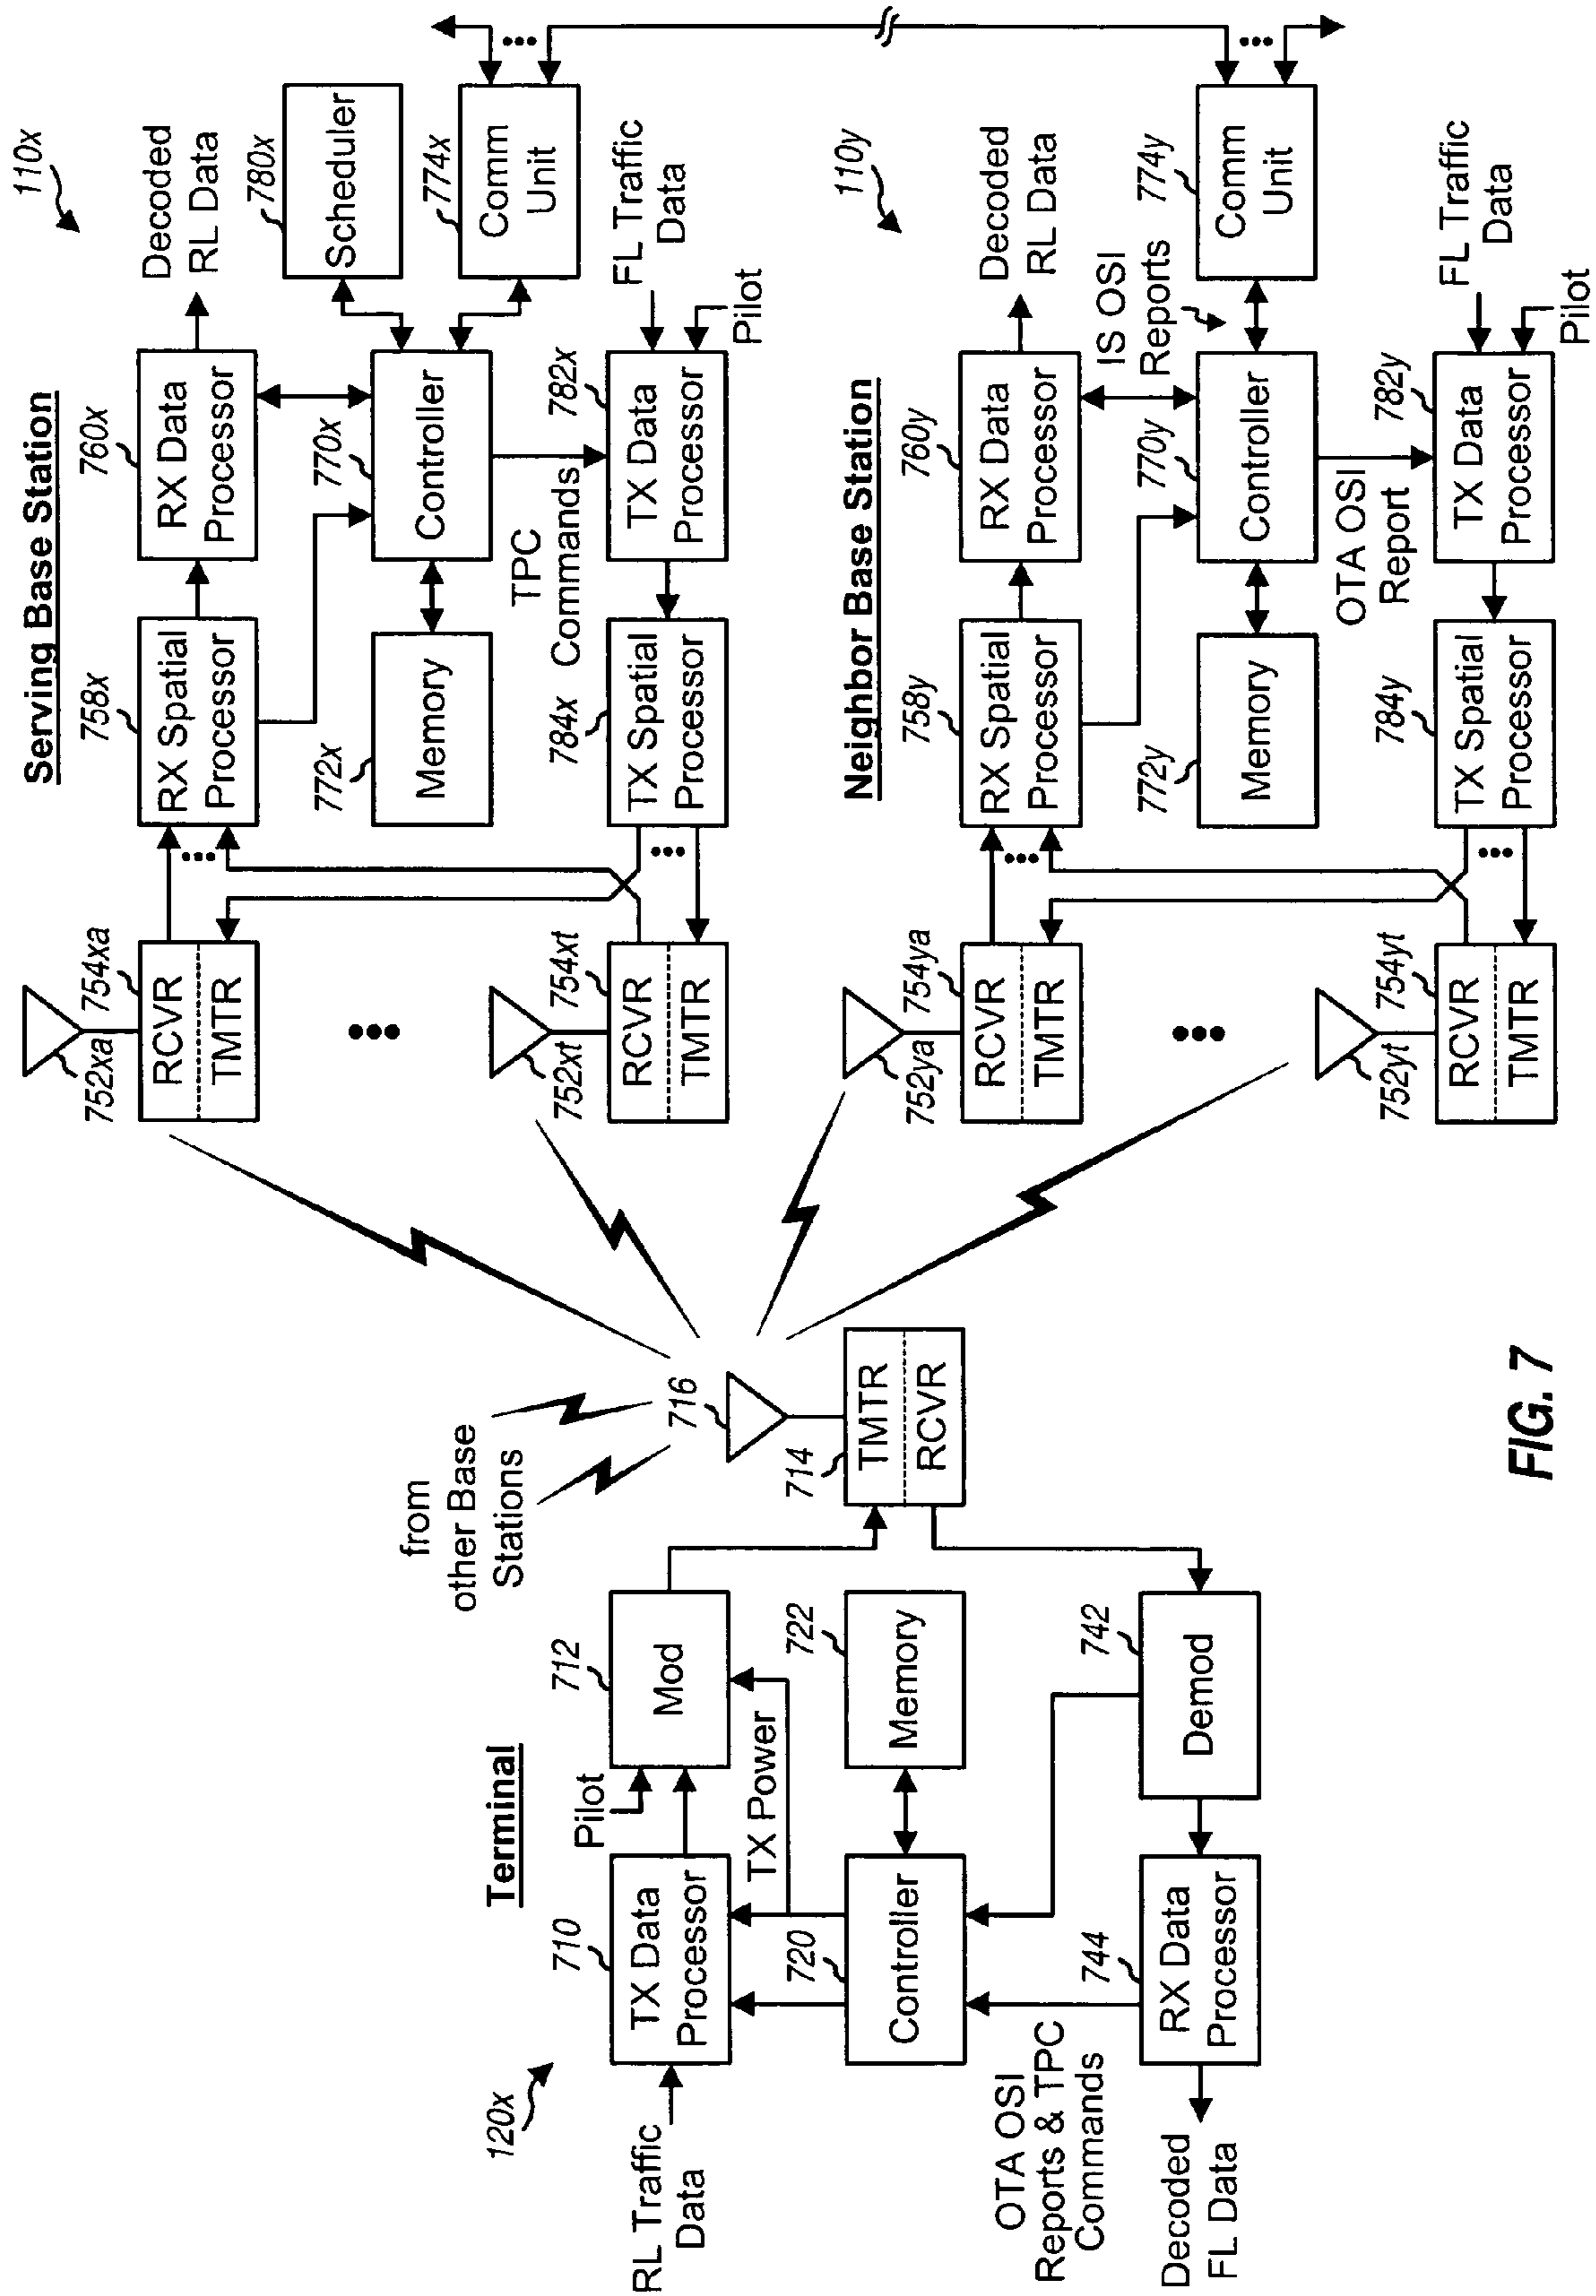 120x
Terminal
RL Traffic
Data
710
TX Data
Processor
Pilot
712
Mod
TX Power
720
Controller
722
Memory
OTA OSI
Reports & TPC
Commands
744
RX Data
Processor
742
Demod
Decoded
FL Data
from
other Base
Stations
716
714
TMTR
RCVR
110x
Serving Base Station
752xa
754xa
RCVR
TMTR
758x
RX Spatial
Processor
760x
RX Data
Processor
Decoded
RL Data
772x
Memory
770x
Controller
780x
Scheduler
774x
Comm
Unit
TPC
Commands
752xt
754xt
RCVR
TMTR
784x
TX Spatial
Processor
782x
TX Data
Processor
FL Traffic
Data
Pilot
110y
Neighbor Base Station
752ya
754ya
RCVR
TMTR
758y
RX Spatial
Processor
760y
RX Data
Processor
Decoded
RL Data
772y
Memory
770y
Controller
IS OSI
Reports
774y
Comm
Unit
OTA OSI
Report
752yt
754yt
RCVR
TMTR
784y
TX Spatial
Processor
782y
TX Data
Processor
FL Traffic
Data
Pilot
FIG. 7